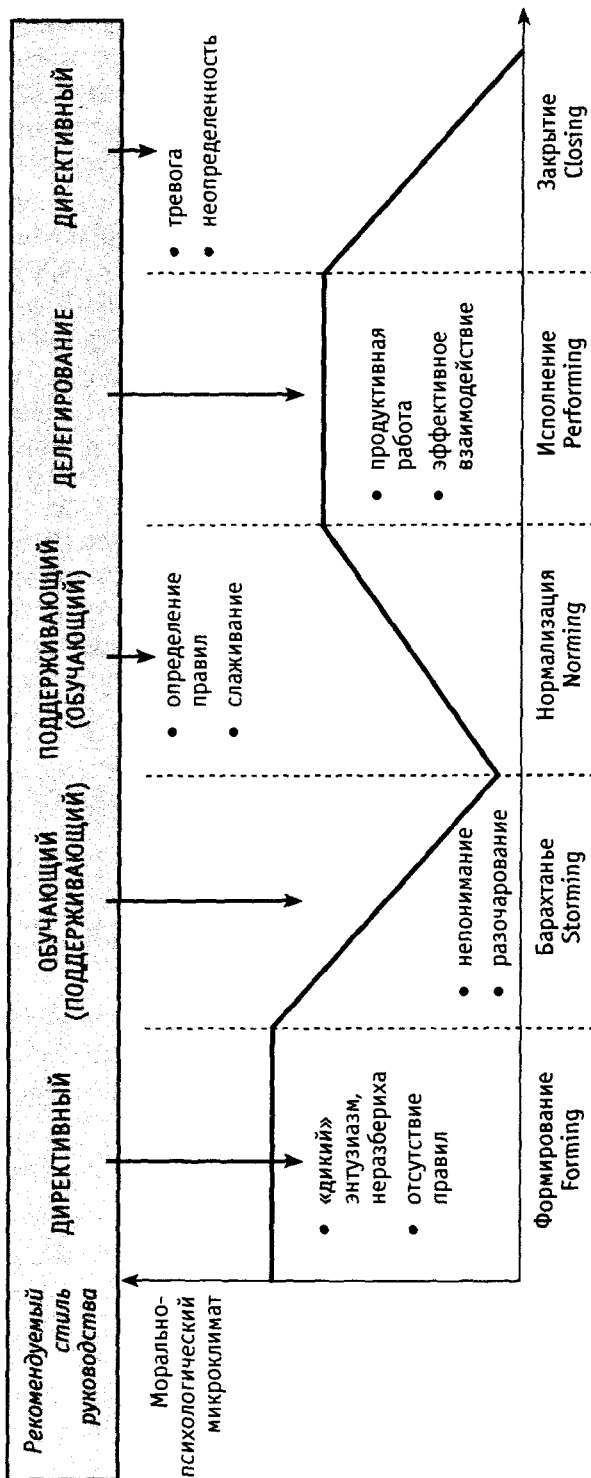 Рекомендуемый
стиль
руководства
ДИРЕКТИВНЫЙ
ОБУЧАЮЩИЙ
(ПОДДЕРЖИВАЮЩИЙ)
ПОДДЕРЖИВАЮЩИЙ
(ОБУЧАЮЩИЙ)
ДЕЛЕГИРОВАНИЕ
ДИРЕКТИВНЫЙ
Морально-
психологический
микроклимат
• «дикий»
энтузиазм,
неразбериха
• отсутствие
правил
• непонимание
• разочарование
• определение
правил
• слаживание
• продуктивная
работа
• эффективное
взаимодействие
• тревога
• неопределенность
Формирование
Forming
Барахтанье
Storming
Нормализация
Norming
Исполнение
Performing
Закрытие
Closing